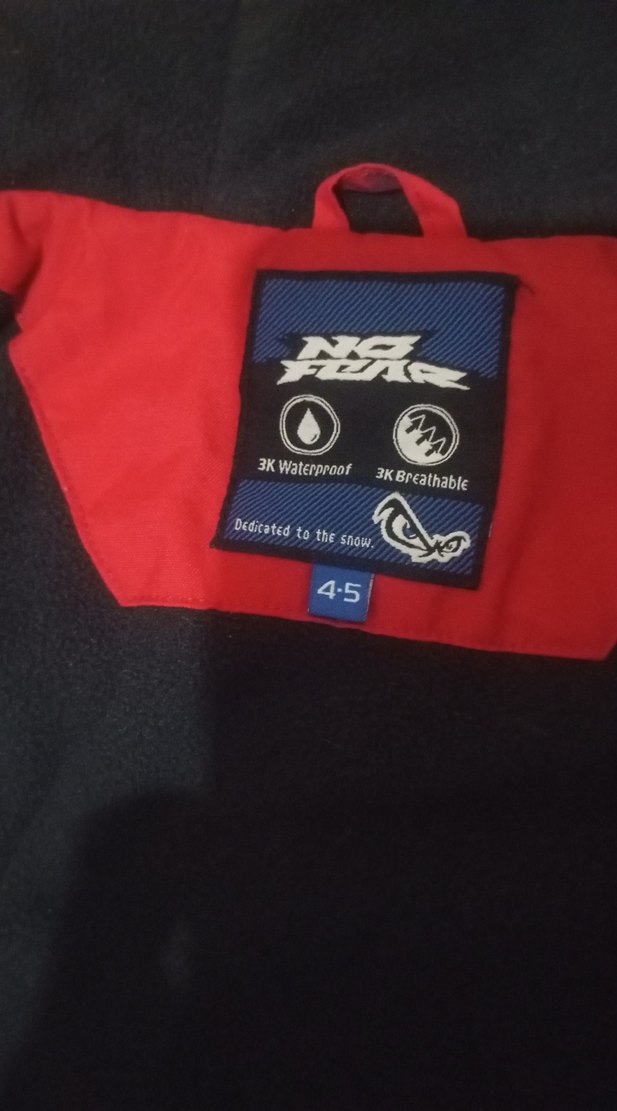 NO
FEAR
3K Waterproof
3K Breathable
Dedicated to the snow.
4-5